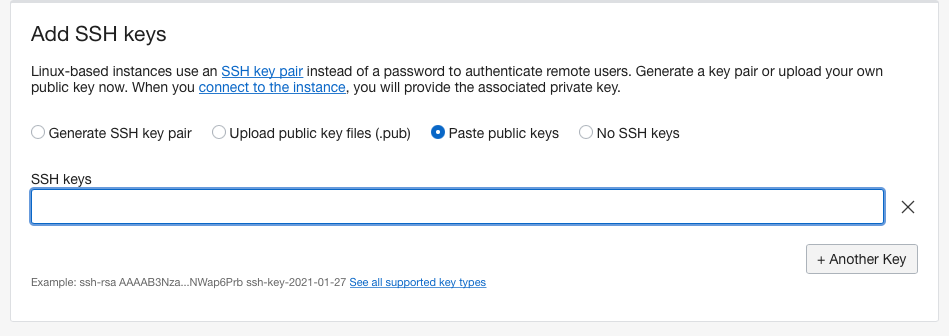 Add SSH keys
Linux-based instances use an SSH key pair instead of a password to authenticate remote users. Generate a key pair or upload your own
public key now. When you connect to the instance, you will provide the associated private key.
Generate SSH key pair Upload public key files (.pub) Paste public keys No SSH keys
SSH keys
+ Another Key
Example: ssh-rsa AAAAB3Nza...NWap6Prb ssh-key-2021-01-27 See all supported key types